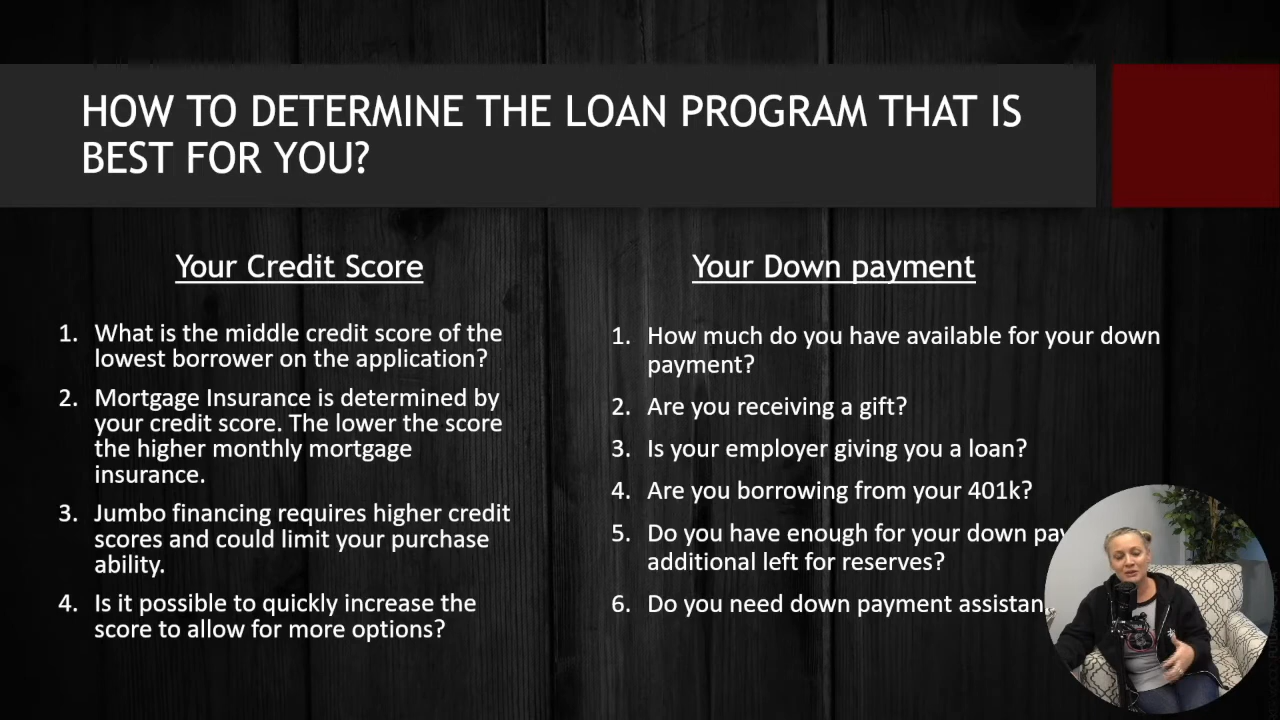 HOW TO DETERMINE THE LOAN PROGRAM THAT IS
BEST FOR YOU?
Your Credit Score
1. What is the middle credit score of the
lowest borrower on the application?
2. Mortgage Insurance is determined by
your credit score. The lower the score
the higher monthly mortgage
insurance.
3. Jumbo financing requires higher credit
scores and could limit your purchase
ability.
4. Is it possible to quickly increase the
score to allow for more options?
Your Down payment
1. How much do you have available for your down
payment?
2. Are you receiving a gift?
3. Is your employer giving you a loan?
4. Are you borrowing from your 401k?
5. Do you have enough for your down
additional left for reserves?
6. Do you need down payment